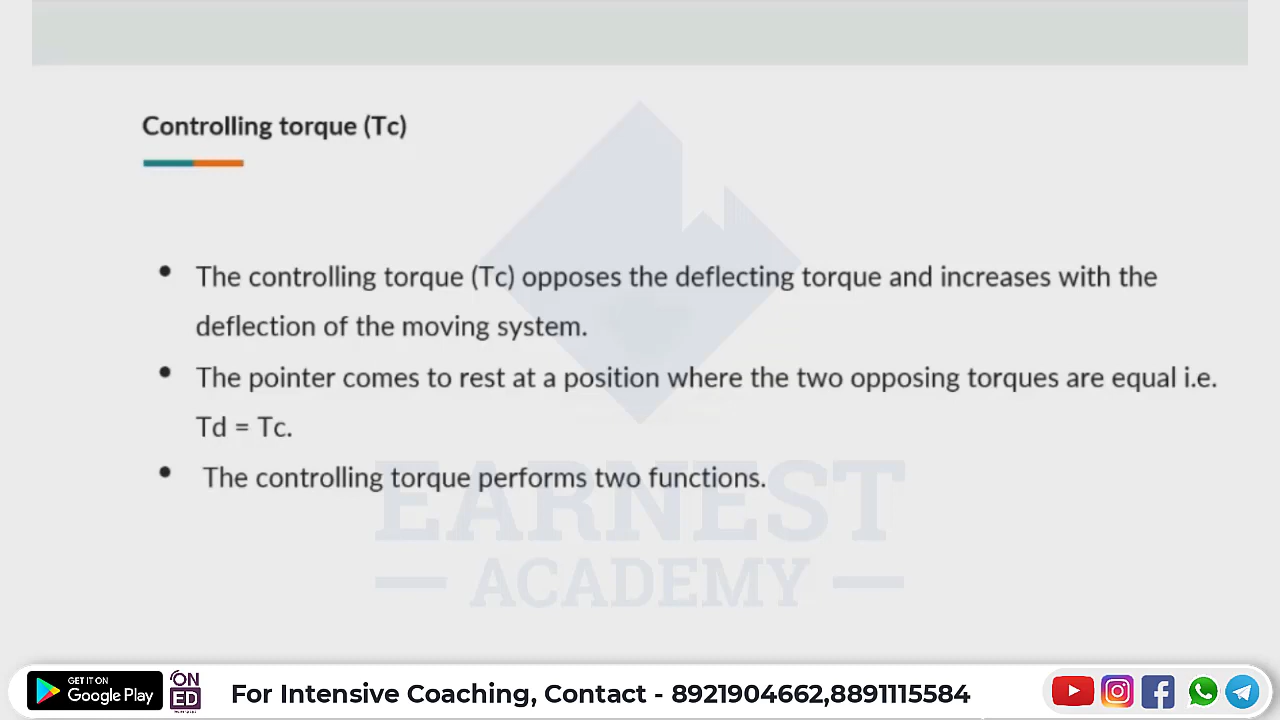 Controlling torque (Tc)
• The controlling torque (Tc) opposes the deflecting torque and increases with the
deflection of the moving system.
• The pointer comes to rest at a position where the two opposing torques are equal i.e.
Td = Tc.
• The controlling torque performs two functions.
EARNEST
ACADEMY
GET IT ON
Google Play
ON
ED
For Intensive Coaching, Contact - 8921904662,8891115584